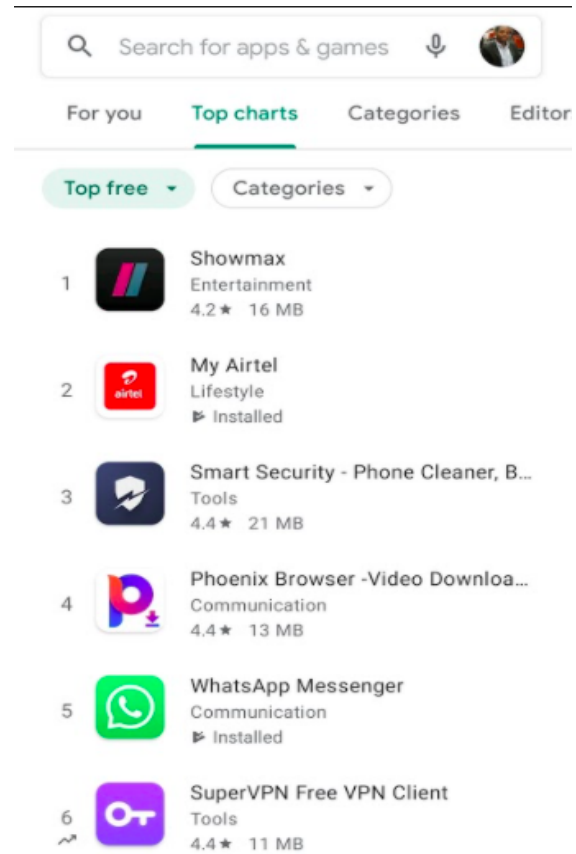 Search for apps & games
For you Top charts Categories Editor
Top free Categories
1
Showmax
Entertainment
4.2★ 16 MB
2
airtel
My Airtel
Lifestyle
Installed
3
Smart Security - Phone Cleaner, B...
Tools
4.4★ 21 MB
4
Phoenix Browser -Video Downloa...
Communication
4.4★ 13 MB
5
WhatsApp Messenger
Communication
Installed
6
SuperVPN Free VPN Client
Tools
4.4★ 11 MB